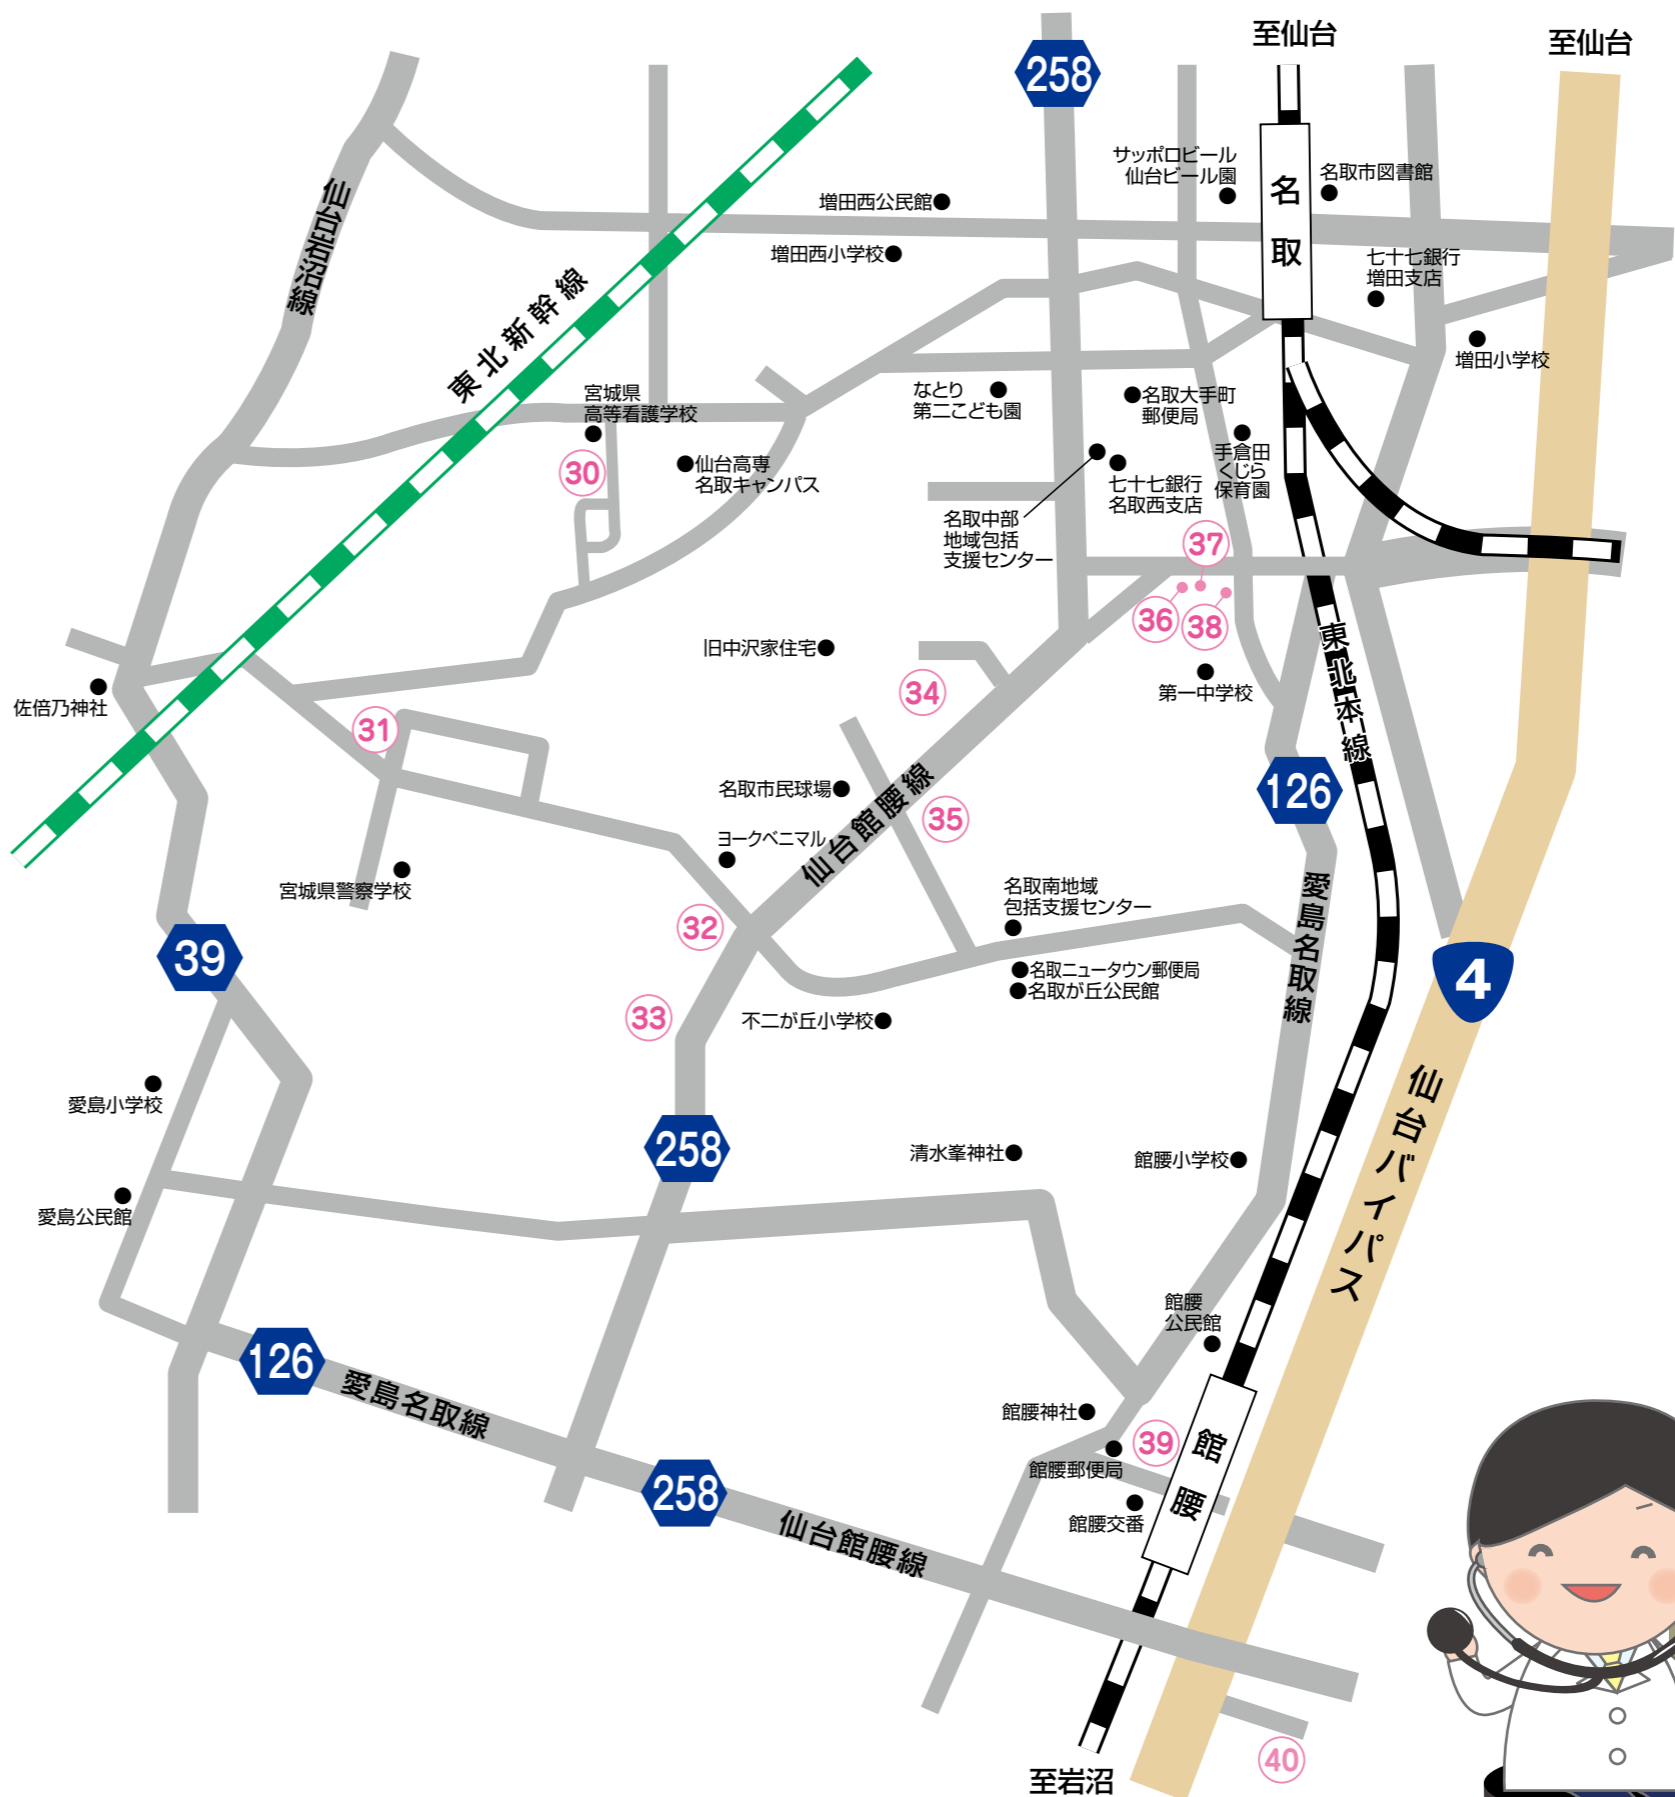 至仙台
至仙台
258
サッポロビール
仙台ビール園
名取
名取市図書館
増田西公民館
増田西小学校
七十七銀行
増田支店
増田小学校
仙台岩沼線
東北新幹線
宮城県
高等看護学校
30
仙台高専
名取キャンパス
なとり
第二こども園
名取大手町
郵便局
手倉田
くじら
保育園
七十七銀行
名取西支店
名取中部
地域包括
支援センター
37
36
38
旧中沢家住宅
34
第一中学校
東北本線
佐倍乃神社
31
名取市民球場
仙台館腰線
35
126
ヨークベニマル
宮城県警察学校
32
名取南地域
包括支援センター
愛島名取線
39
名取ニュータウン郵便局
名取が丘公民館
4
33
不二が丘小学校
愛島小学校
仙台バイパス
258
清水峯神社
館腰小学校
愛島公民館
館腰
公民館
126
愛島名取線
館腰神社
39
館腰
館腰郵便局
258
仙台館腰線
館腰交番
40
至岩沼